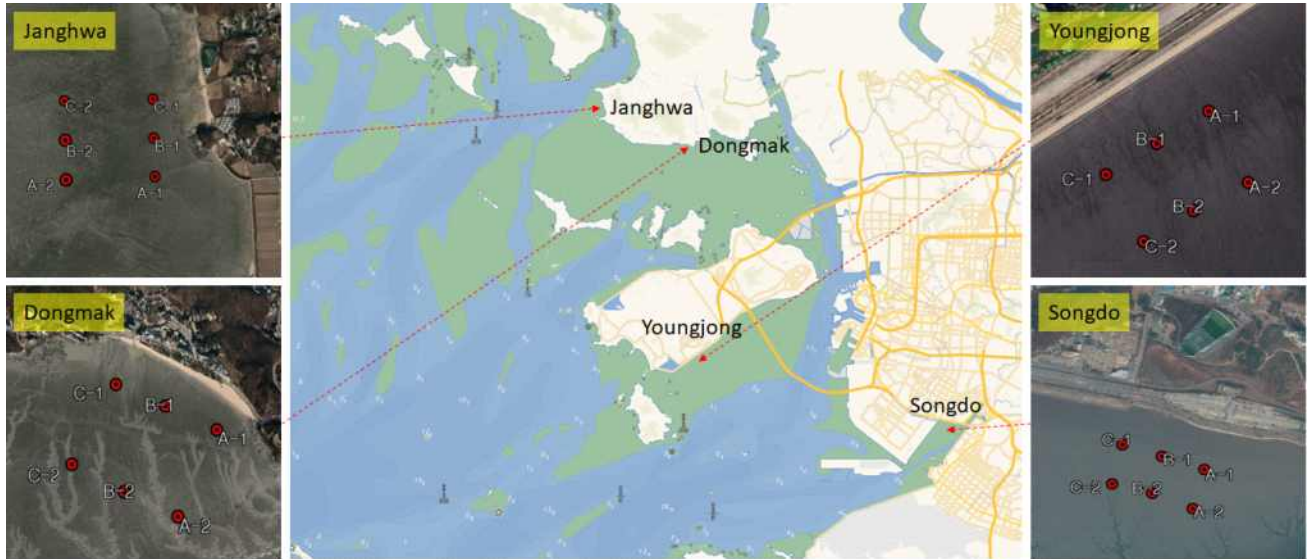 Janghwa
C-2
C-1
B-2
B-1
A-2
A-1
Dongmak
C-1
B-1
A-1
C-2
B-2
A-2
Janghwa
Dongmak
Youngjong
Songdo
Youngjong
A-1
B-1
C-1
A-2
B-2
C-2
Songdo
C-1
B-1
A-1
C-2
B-2
A-2